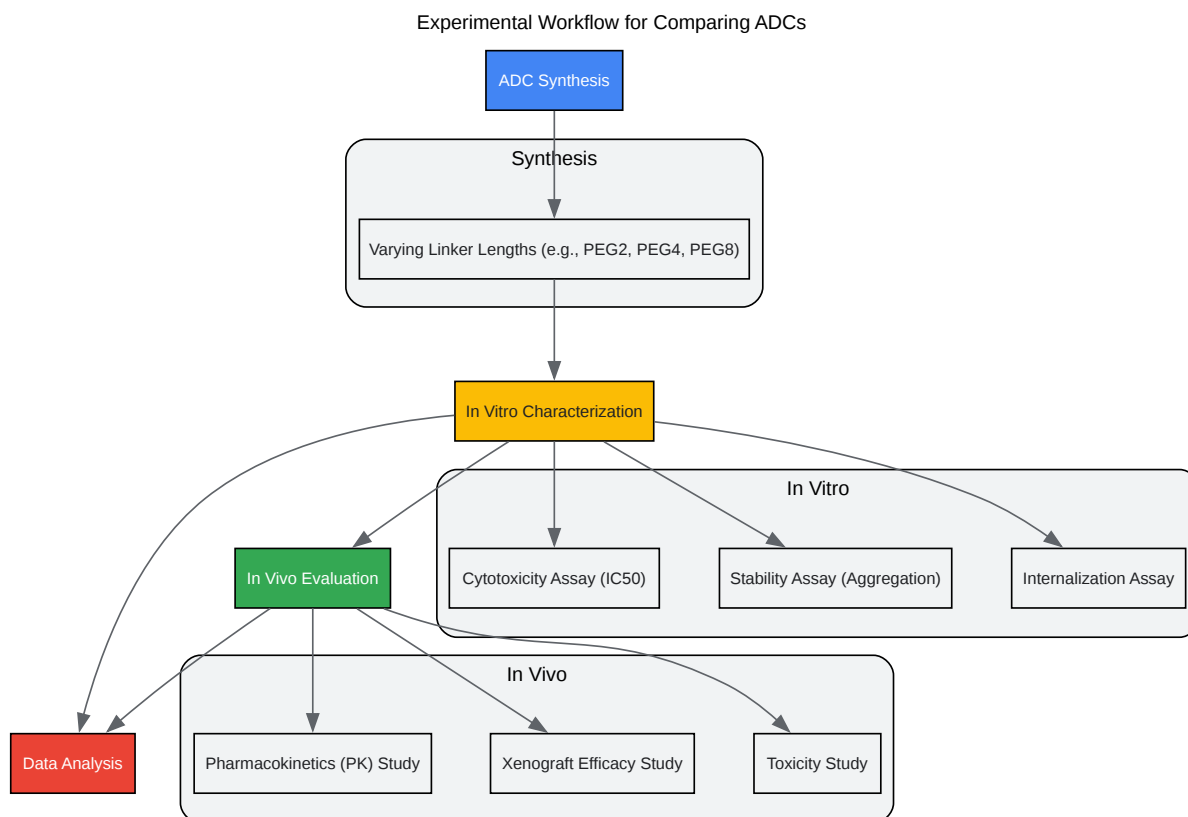 Experimental Workflow for Comparing ADCs
ADC Synthesis
Synthesis
Varying Linker Lengths (e.g., PEG2, PEG4, PEG8)
In Vitro Characterization
In Vitro
In Vivo Evaluation
Cytotoxicity Assay (IC50)
Stability Assay (Aggregation)
Internalization Assay
In Vivo
Data Analysis
Pharmacokinetics (PK) Study
Xenograft Efficacy Study
Toxicity Study